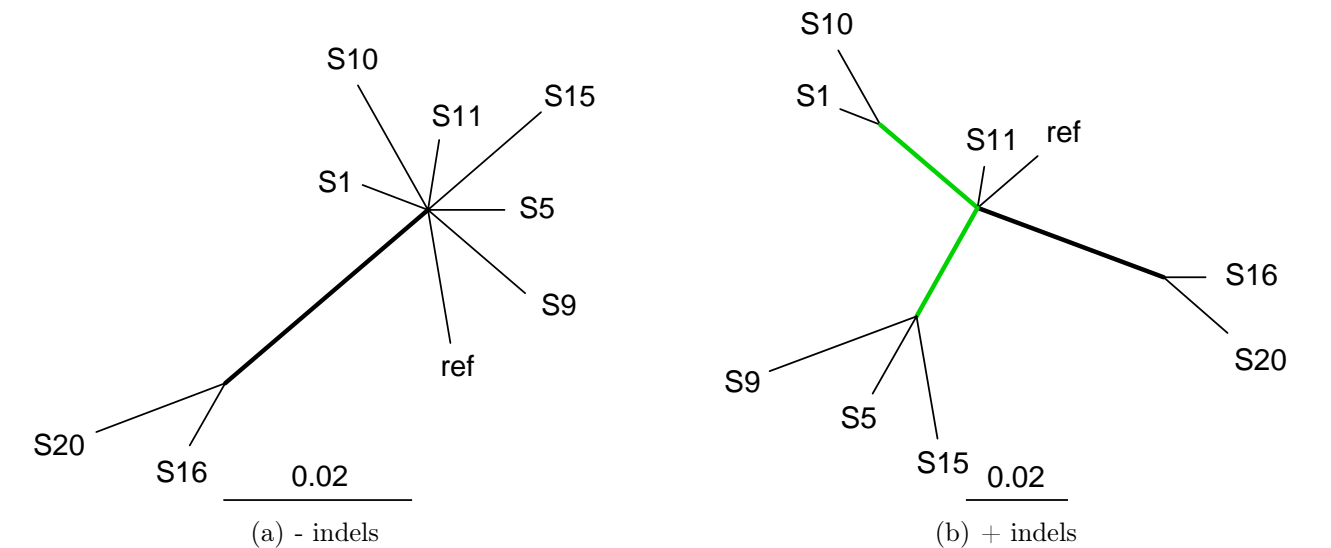 S10
S15
S11
S1
S5
S9
ref
S20
S16
0.02
(a) - indels
S10
S1
S11
ref
S16
S20
S9
S5
S15
0.02
(b) + indels